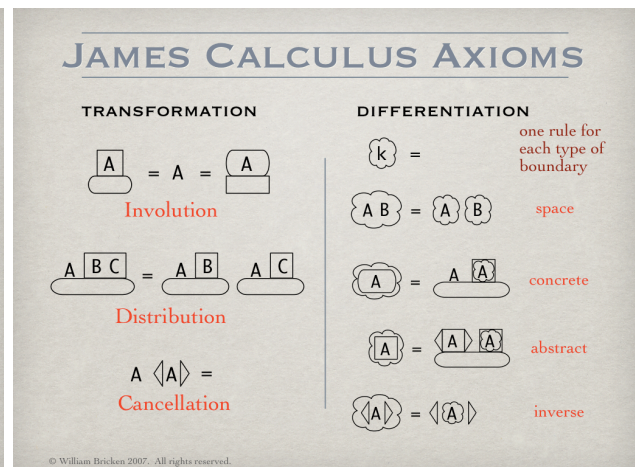 JAMES CALCULUS AXIOMS
TRANSFORMATION
A = A = A
Involution
A B C = A B A C
Distribution
A A =
Cancellation
DIFFERENTIATION
k =
one rule for
each type of
boundary
A B = A B
space
A = A A
concrete
A = A A
abstract
A = A
inverse
© William Bricken 2007. All rights reserved.